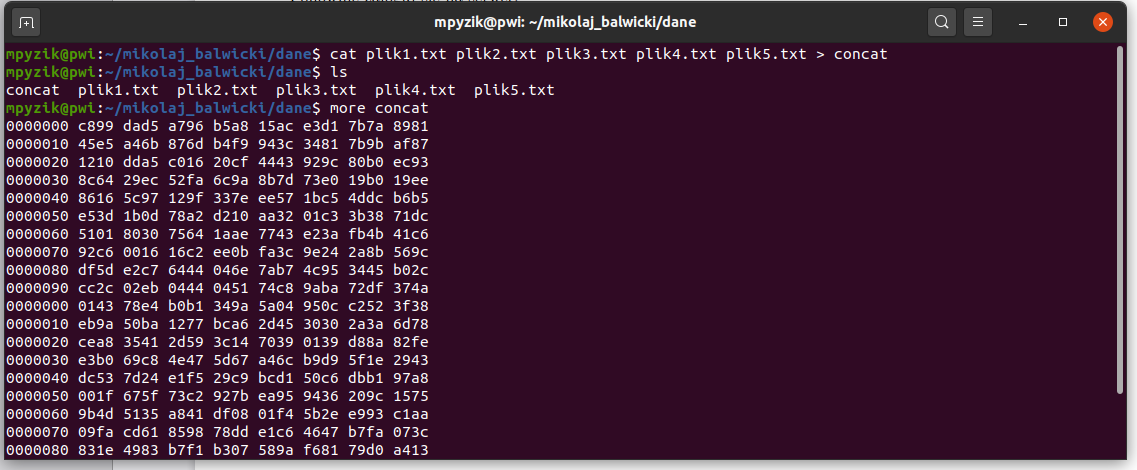 mpyzik@pwi: ~/mikolaj_balwicki/dane
mpyzik@pwi:~/mikolaj_balwicki/dane$ cat plik1.txt plik2.txt plik3.txt plik4.txt plik5.txt > concat
mpyzik@pwi:~/mikolaj_balwicki/dane$ ls
concat  plik1.txt  plik2.txt  plik3.txt  plik4.txt  plik5.txt
mpyzik@pwi:~/mikolaj_balwicki/dane$ more concat
0000000 c899 dad5 a796 b5a8 15ac e3d1 7b7a 8981
0000010 45e5 a46b 876d b4f9 943c 3481 7b9b af87
0000020 1210 dda5 c016 20cf 4443 929c 80b0 ec93
0000030 8c64 29ec 52fa 6c9a 8b7d 73e0 19b0 19ee
0000040 8616 5c97 129f 337e ee57 1bc5 4ddc b6b5
0000050 e53d 1b0d 78a2 d210 aa32 01c3 3b38 71dc
0000060 5101 8030 7564 1aae 7743 e23a fb4b 41c6
0000070 92c6 0016 16c2 ee0b fa3c 9e24 2a8b 569c
0000080 df5d e2c7 6444 046e 7ab7 4c95 3445 b02c
0000090 cc2c 02eb 0444 0451 74c8 9aba 72df 374a
0000000 0143 78e4 b0b1 349a 5a04 950c c252 3f38
0000010 eb9a 50ba 1277 bca6 2d45 3030 2a3a 6d78
0000020 cea8 3541 2d59 3c14 7039 0139 d88a 82fe
0000030 e3b0 69c8 4e47 5d67 a46c b9d9 5f1e 2943
0000040 dc53 7d24 e1f5 29c9 bcd1 50c6 dbb1 97a8
0000050 001f 675f 73c2 927b ea95 9436 209c 1575
0000060 9b4d 5135 a841 df08 01f4 5b2e e993 c1aa
0000070 09fa cd61 8598 78dd e1c6 4647 b7fa 073c
0000080 831e 4983 b7f1 b307 589a f681 79d0 a413